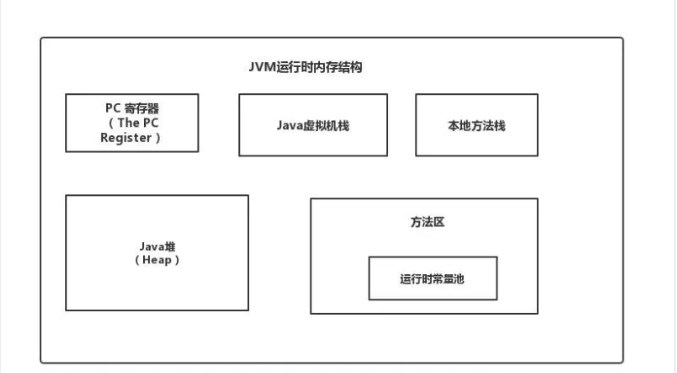 JVM运行时内存结构
PC 寄存器
（The PC
Register）
Java虚拟机栈
本地方法栈
Java堆
（Heap）
方法区
运行时常量池